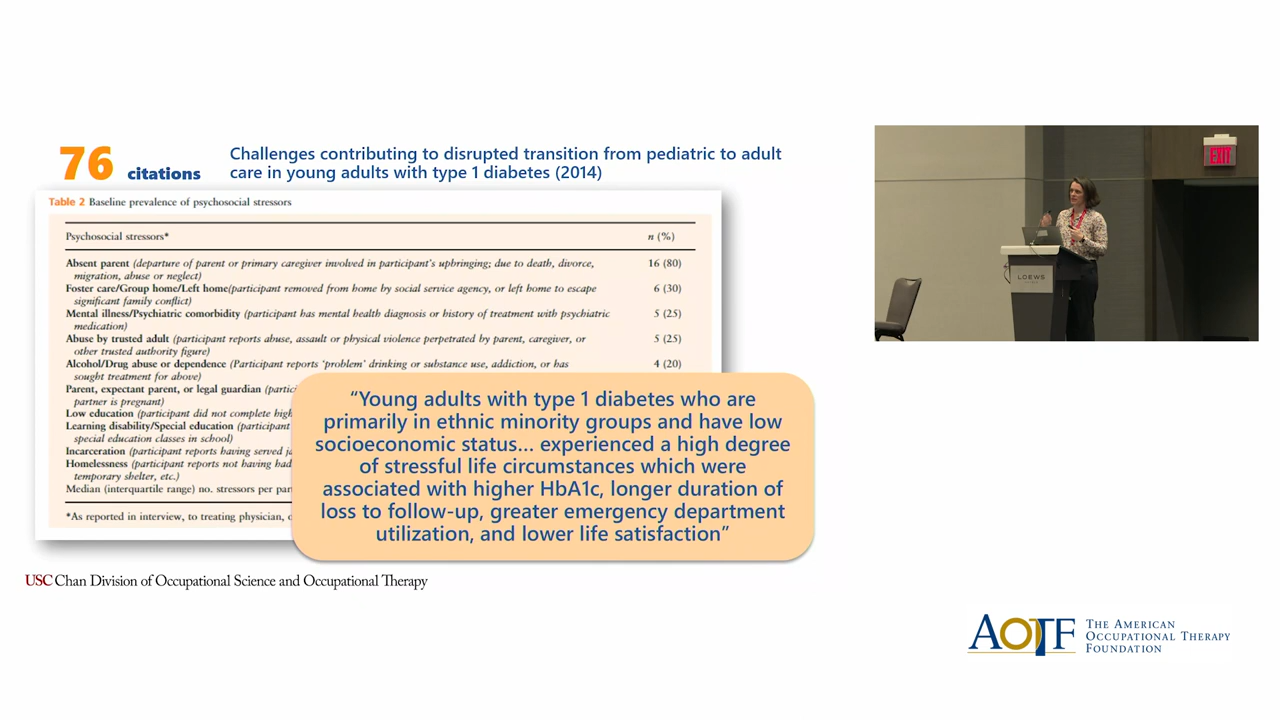 76 citations
Challenges contributing to disrupted transition from pediatric to adult
care in young adults with type 1 diabetes (2014)
Table 2 Baseline prevalence of psychosocial stressors
Psychosocial stressors* n (%)
Absent parent (departure of parent or primary caregiver involved in participant's upbringing; due to death, divorce, 16 (80)
migration, abuse or neglect)
Foster care/Group home/Left home(participant removed from home by social service agency, or left home to escape 6 (30)
significant family conflict)
Mental illness/Psychiatric comorbidity (participant has mental health diagnosis or history of treatment with psychiatric 5 (25)
medication)
Abuse by trusted adult (participant reports abuse, assault or physical violence perpetrated by parent, caregiver, or 5 (25)
other trusted authority figure)
Alcohol/Drug abuse or dependence (Participant reports 'problem' drinking or substance use, addiction, or has 4 (20)
sought treatment for above)
Parent, expectant parent, or legal guardian
partner is pregnant)
Low education (participant did not complete high
Learning disability/Special education (participant
special education classes in school)
Incarceration (participant reports having served
Homelessness (participant reports not having had
temporary shelter, etc.)
Median (interquartile range) no. stressors per
*As reported in interview, to treating physician,
"Young adults with type 1 diabetes who are
primarily in ethnic minority groups and have low
socioeconomic status... experienced a high degree
of stressful life circumstances which were
associated with higher HbA1c, longer duration of
loss to follow-up, greater emergency department
utilization, and lower life satisfaction"
USC Chan Division of Occupational Science and Occupational Therapy
EXIT
LOEWS
AOTF
THE AMERICAN
OCCUPATIONAL THERAPY
FOUNDATION